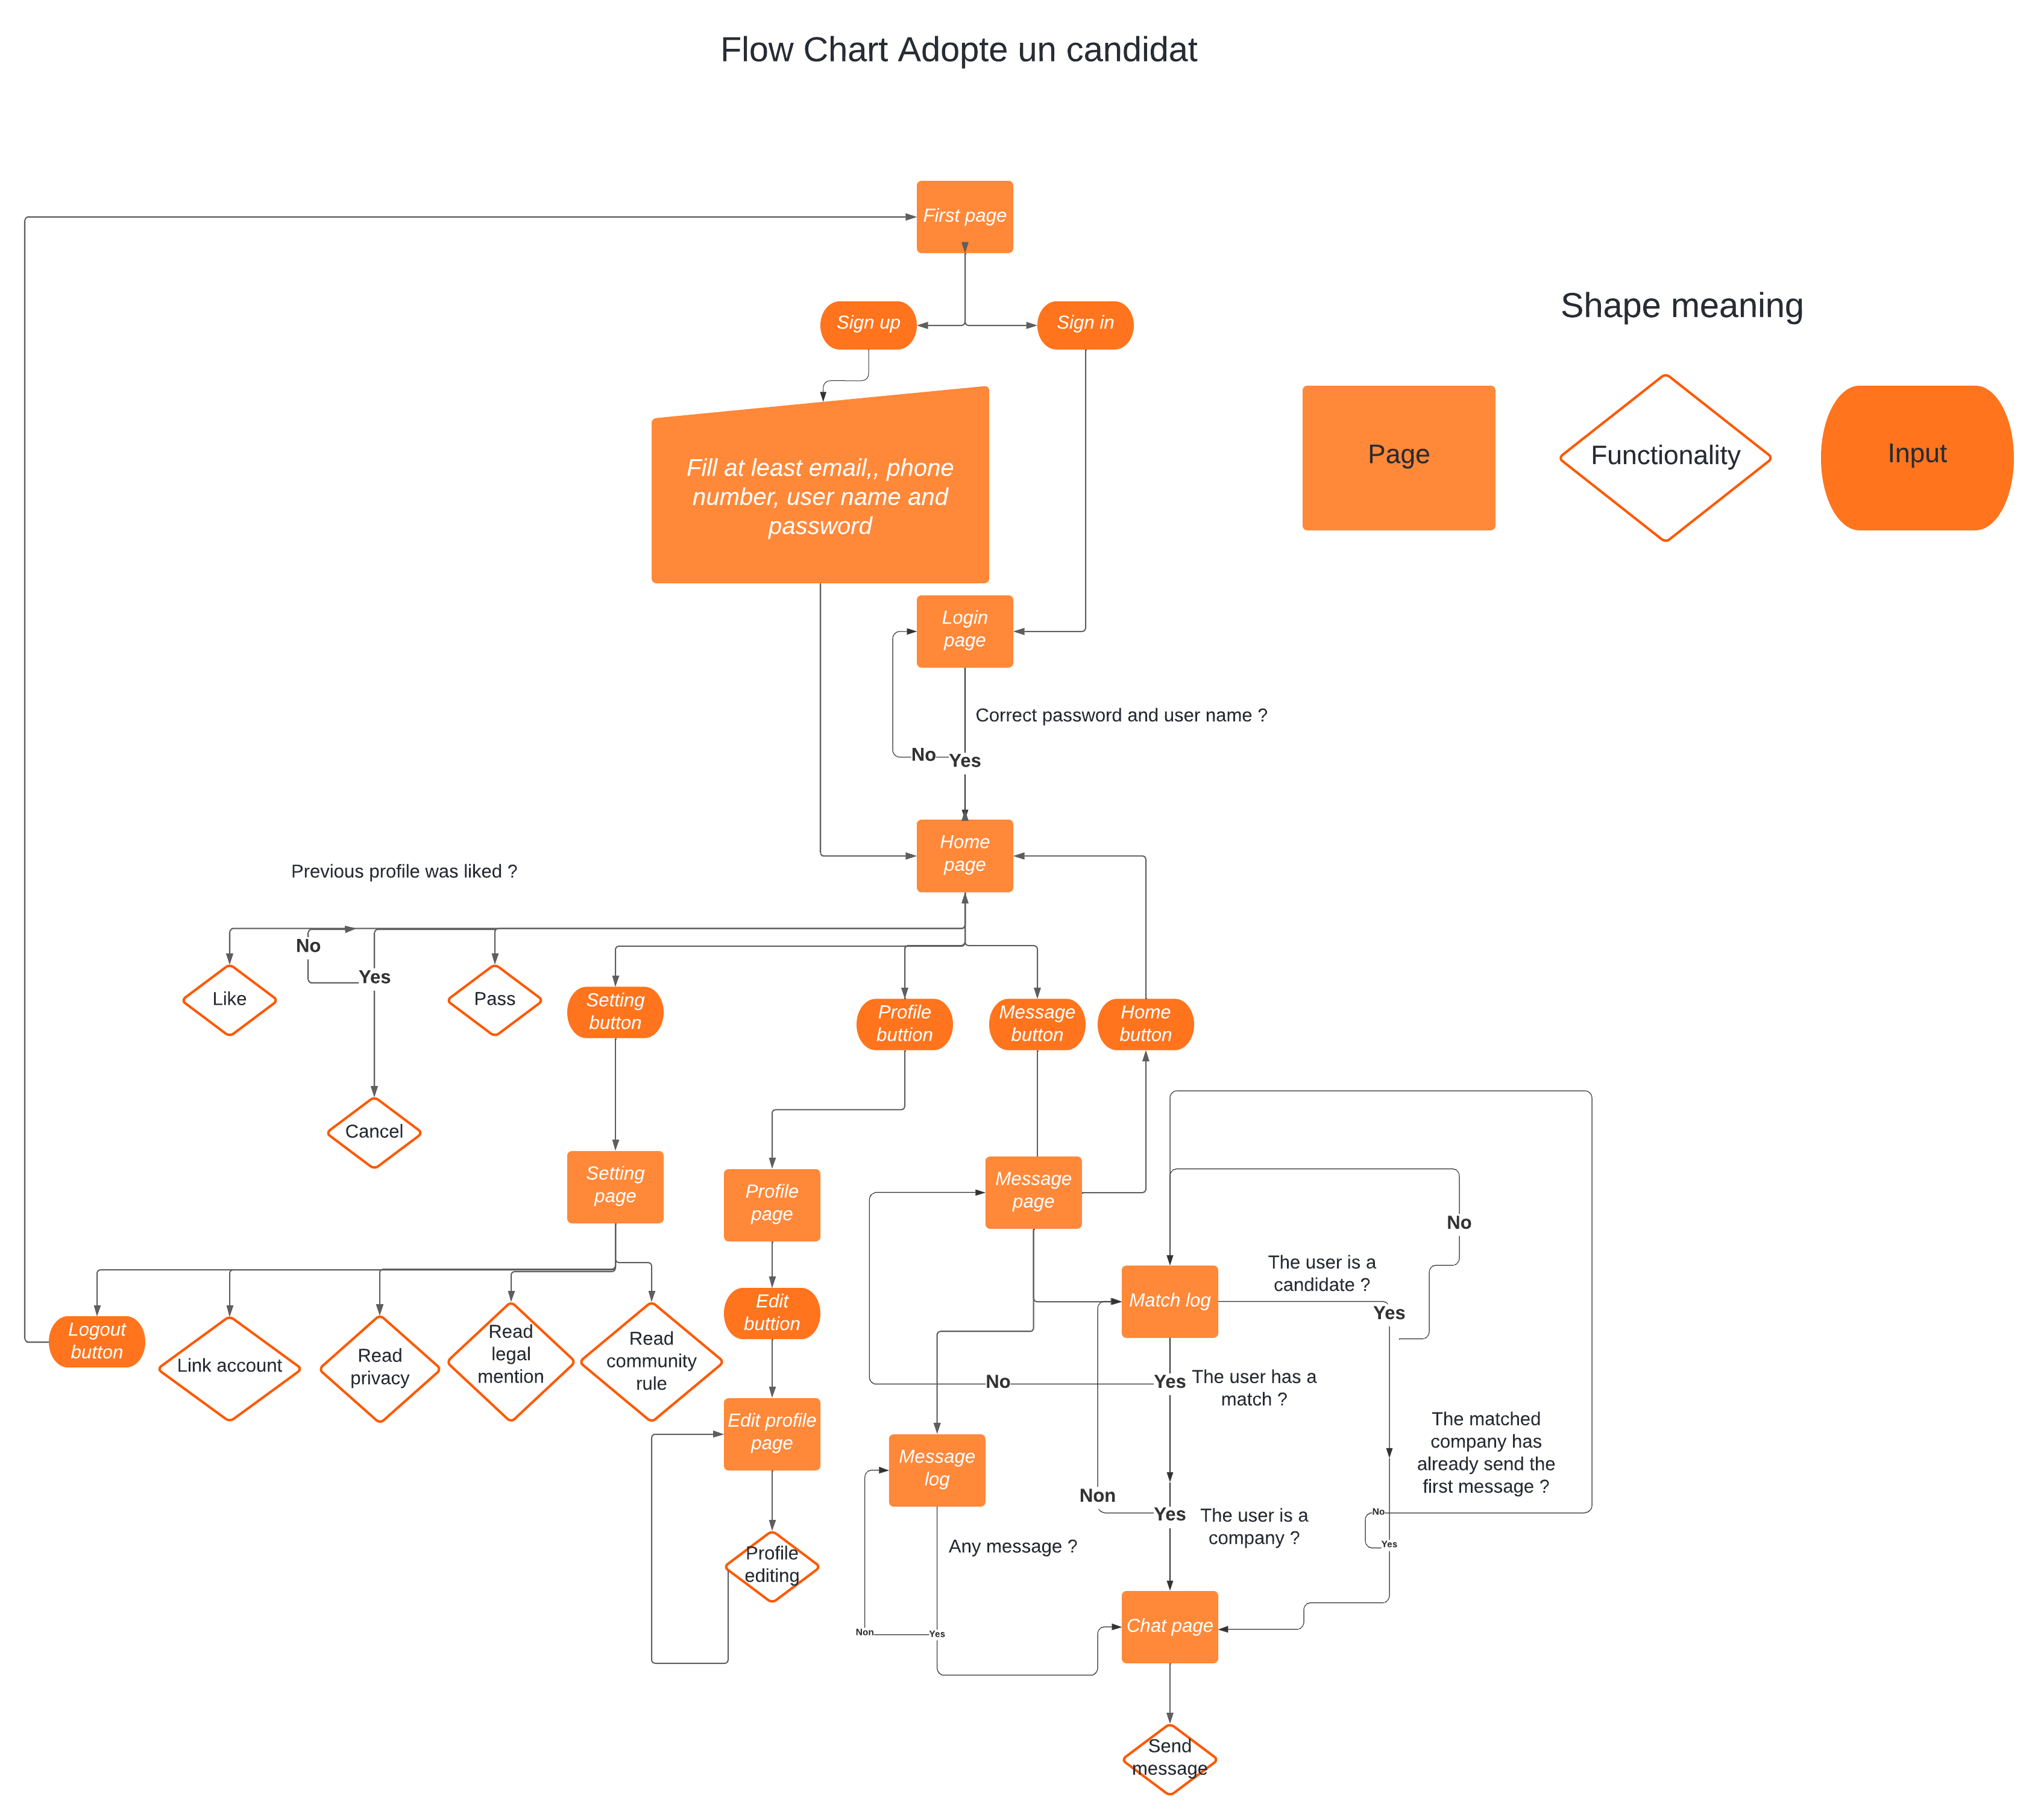 Flow Chart Adopte un candidat
First page
Sign up
Sign in
Shape meaning
Page
Functionality
Input
Fill at least email,, phone
number, user name and
password
Login
page
Correct password and user name ?
No
Yes
Home
page
Previous profile was liked ?
No
Yes
Like
Pass
Cancel
Setting
button
Profile
buttion
Message
button
Home
button
Setting
page
Profile
page
Message
page
No
The user is a
candidate ?
Yes
Match log
Logout
button
Link account
Read
privacy
Read
legal
mention
Read
community
rule
Edit
buttion
No
Yes
The user has a
match ?
Edit profile
page
The matched
company has
already send the
first message ?
Message
log
Non
Yes
The user is a
company ?
No
Yes
Any message ?
Profile
editing
Non
Yes
Chat page
Send
message